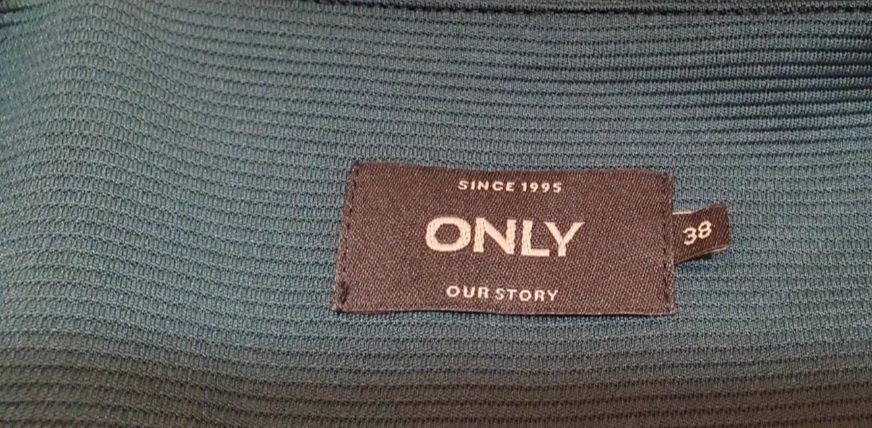 SINCE 1995
ONLY
OUR STORY
38